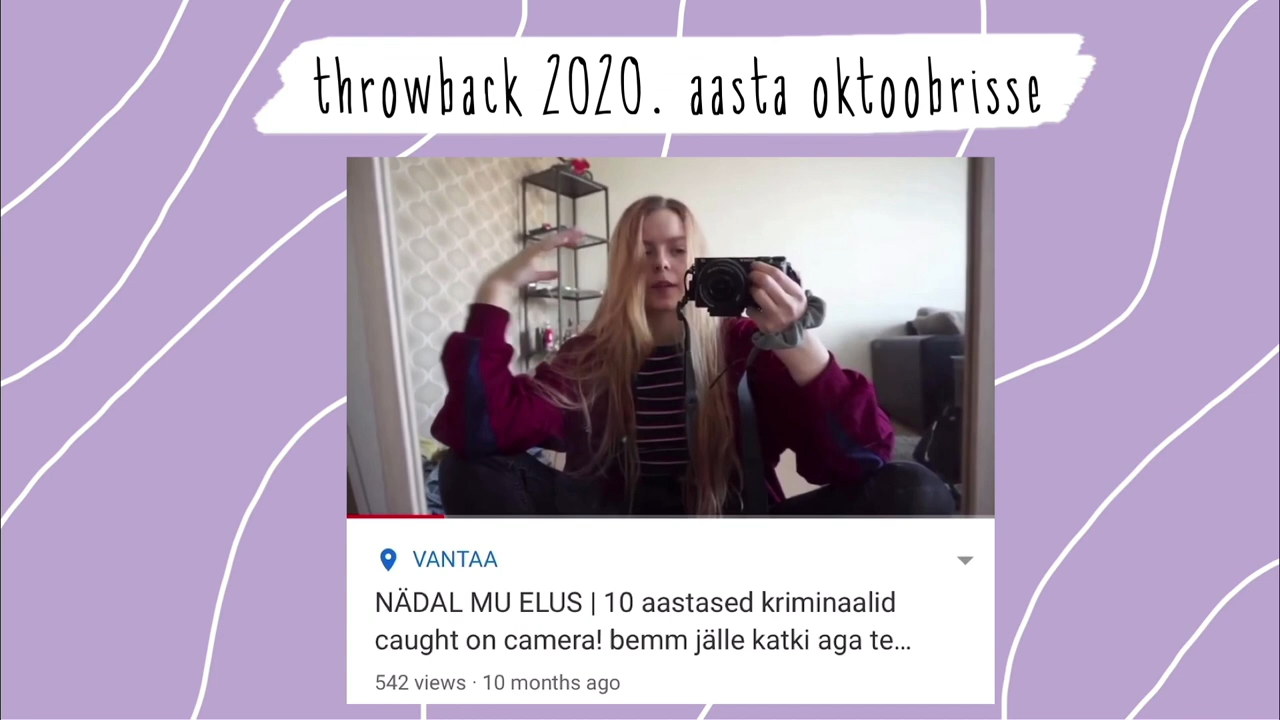 throwback 2020. aasta oktoobrisse
VANTAA
NÄDAL MU ELUS | 10 aastased kriminaalid
caught on camera! bemm jälle katki aga te...
542 views · 10 months ago